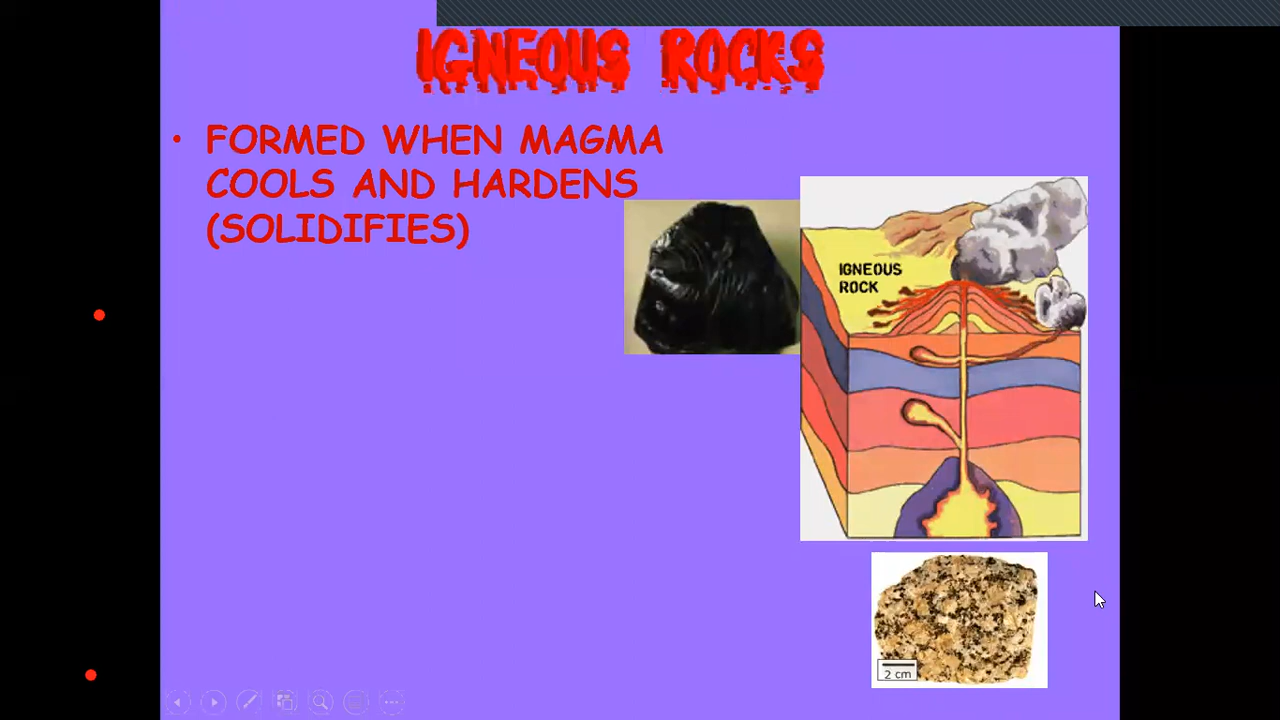 IGNEOUS ROCKS
• FORMED WHEN MAGMA
COOLS AND HARDENS
(SOLIDIFIES)
IGNEOUS
ROCK
2 cm